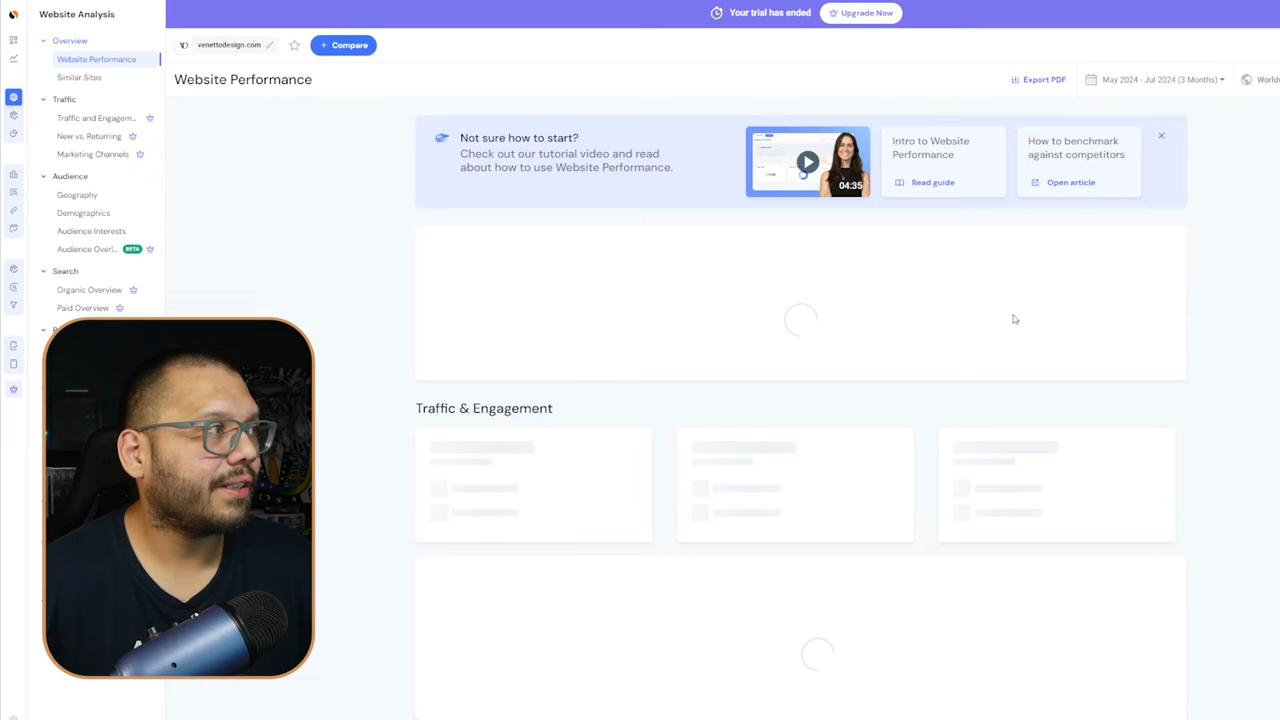 Website Analysis
Your trial has ended
Upgrade Now
Overview
Website Performance
Similar Sites
Traffic
Traffic and Engagem...
New vs. Returning
Marketing Channels
Audience
Geography
Demographics
Audience Interests
Audience Overl... BETA
Search
Organic Overview
Paid Overview
venettodesign.com
+ Compare
Website Performance
Export PDF
May 2024 - Jul 2024 (3 Months)
Worldw
Not sure how to start?
Check out our tutorial video and read
about how to use Website Performance.
04:35
Intro to Website
Performance
Read guide
How to benchmark
against competitors
Open article
Traffic & Engagement